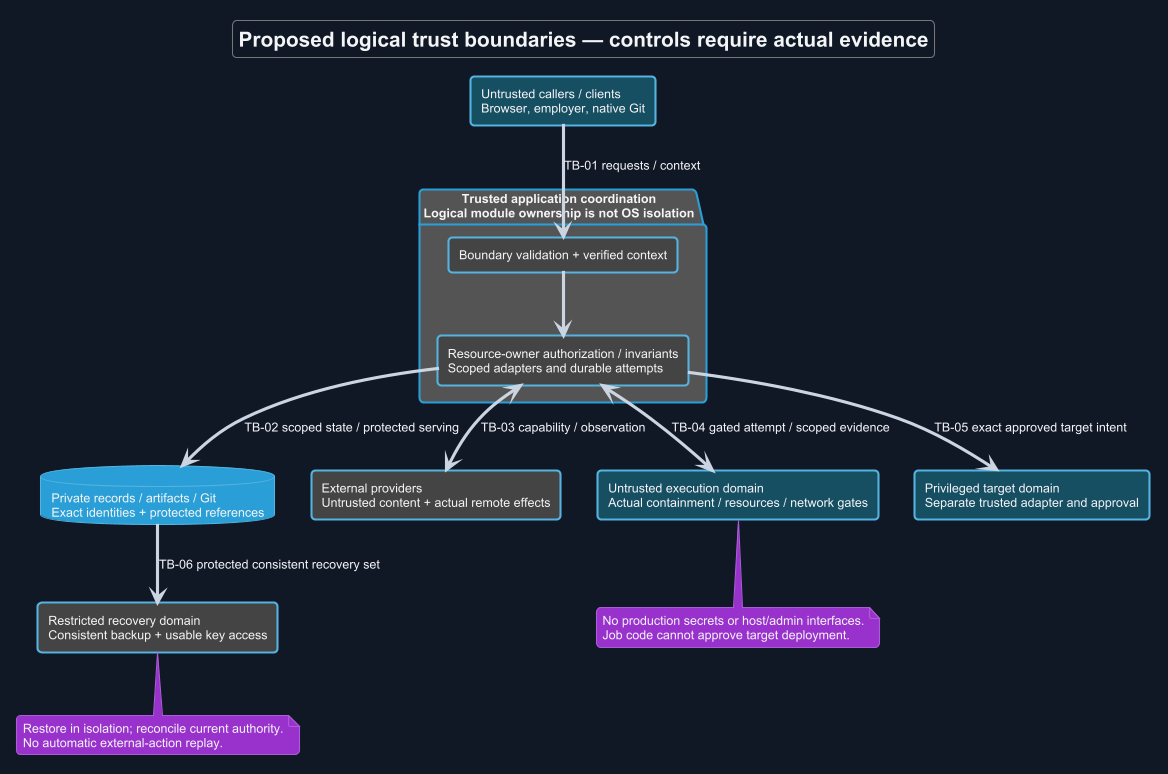 Proposed logical trust boundaries — controls require actual evidence
Untrusted callers / clients
Browser, employer, native Git
TB-01 requests / context
Trusted application coordination
Logical module ownership is not OS isolation
Boundary validation + verified context
Resource-owner authorization / invariants
Scoped adapters and durable attempts
TB-02 scoped state / protected serving
TB-03 capability / observation
TB-04 gated attempt / scoped evidence
TB-05 exact approved target intent
Private records / artifacts / Git
Exact identities + protected references
External providers
Untrusted content + actual remote effects
Untrusted execution domain
Actual containment / resources / network gates
Privileged target domain
Separate trusted adapter and approval
TB-06 protected consistent recovery set
Restricted recovery domain
Consistent backup + usable key access
No production secrets or host/admin interfaces.
Job code cannot approve target deployment.
Restore in isolation; reconcile current authority.
No automatic external-action replay.